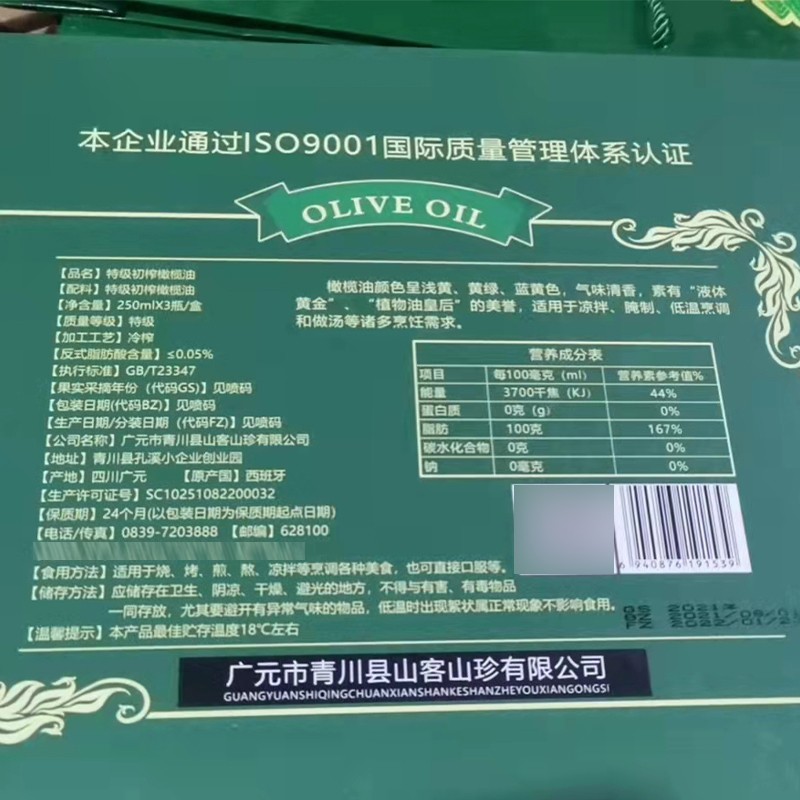 本企业通过ISO9001国际质量管理体系认证
OLIVE OIL
【品名】特级初榨橄榄油
【配料】特级初榨橄榄油
【净含量】250mlX3瓶/盒
【质量等级】特级
【加工工艺】冷榨
【反式脂肪酸含量】≤0.05%
【执行标准】GB/T23347
【果实采摘年份（代码GS)】见喷码
【包装日期(代码BZ)】见喷码
【生产日期/分装日期（代码FZ)】见喷码
【公司名称】广元市青川县山客山珍有限公司
【地址】青川县孔溪小企业创业园
【产地】四川广元 【原产国】西班牙
【生产许可证号】SC10251082200032
【保质期】24个月(以包装日期为保质期起点日期)
【电话/传真】0839-7203888 【邮编】628100
橄榄油颜色呈浅黄、黄绿、蓝黄色，气味清香，素有“液体
黄金”、“植物油皇后”的美誉，适用于凉拌、腌制、低温烹调
和做汤等诸多烹饪需求。
营养成分表
项目 每100毫克（ml） 营养素参考值%
能量 3700千焦（KJ） 44%
蛋白质 0克（g） 0%
脂肪 100克 167%
碳水化合物 0克 0%
钠 0毫克 0%
6 940876 191539
【食用方法】适用于烧、烤、煎、熬、凉拌等烹调各种美食，也可直接口服等。
【储存方法】应储存在卫生、阴凉、干燥、避光的地方，不得与有害、有毒物品
一同存放，尤其要避开有异常气味的物品，低温时出现絮状属正常现象不影响食用。
【温馨提示】本产品最佳贮存温度18℃左右
广元市青川县山客山珍有限公司
GUANGYUANSHIQINGCHUANXIANSHANKESHANZHEYOUXIANGONGSI